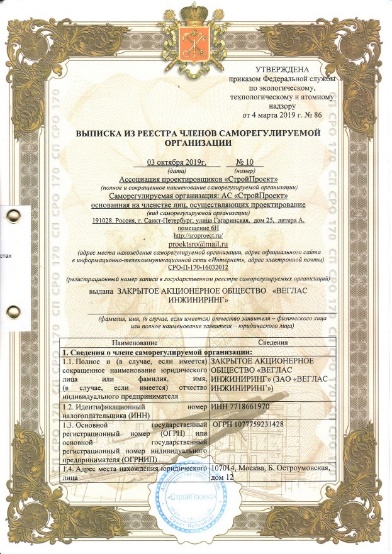 УТВЕРЖДЕНА
приказом Федеральной службы
по экологическому,
технологическому и атомному
надзору
от 4 марта 2019 г. № 86
ВЫПИСКА ИЗ РЕЕСТРА ЧЛЕНОВ САМОРЕГУЛИРУЕМОЙ
ОРГАНИЗАЦИИ
03 октября 2019г. № 10
(дата) (номер)
Ассоциация проектировщиков «СтройПроект»
(полное и сокращенное наименование саморегулируемой организации)
Саморегулируемая организация: АС «СтройПроект»
основанная на членстве лиц, осуществляющих проектирование
(вид саморегулируемой организации)
191028, Россия, г. Санкт-Петербург, улица Гагаринская, дом 25, литера А,
помещение 6Н
proektsro@mail.ru
(адрес места нахождения саморегулируемой организации, адрес официального сайта
в информационно-телекоммуникационной сети «Интернет», адрес электронной почты)
СРО-П-170-16032012
(регистрационный номер записи в государственном реестре саморегулируемых организаций)
выдана ЗАКРЫТОЕ АКЦИОНЕРНОЕ ОБЩЕСТВО «ВЕГЛАС
ИНЖИНИРИНГ»
(фамилия, имя, (в случае, если имеется) отчество заявителя – физического лица
или полное наименование заявителя – юридического лица)
Наименование Сведения
1. Сведения о члене саморегулируемой организации:
1.1. Полное и (в случае, если имеется) сокращенное наименование юридического лица или фамилия, имя, (в случае, если имеется) отчество индивидуального предпринимателя
ЗАКРЫТОЕ АКЦИОНЕРНОЕ ОБЩЕСТВО «ВЕГЛАС ИНЖИНИРИНГ» (ЗАО «ВЕГЛАС ИНЖИНИРИНГ»)
1.2. Идентификационный номер налогоплательщика (ИНН)
ИНН 7718661970
1.3. Основной государственный регистрационный номер (ОГРН) или основной государственный регистрационный номер индивидуального предпринимателя (ОГРНИП)
ОГРН 1077759231428
1.4. Адрес места нахождения юридического лица
107014, Москва, Б. Остроумовская, дом 12
СП СРО 170